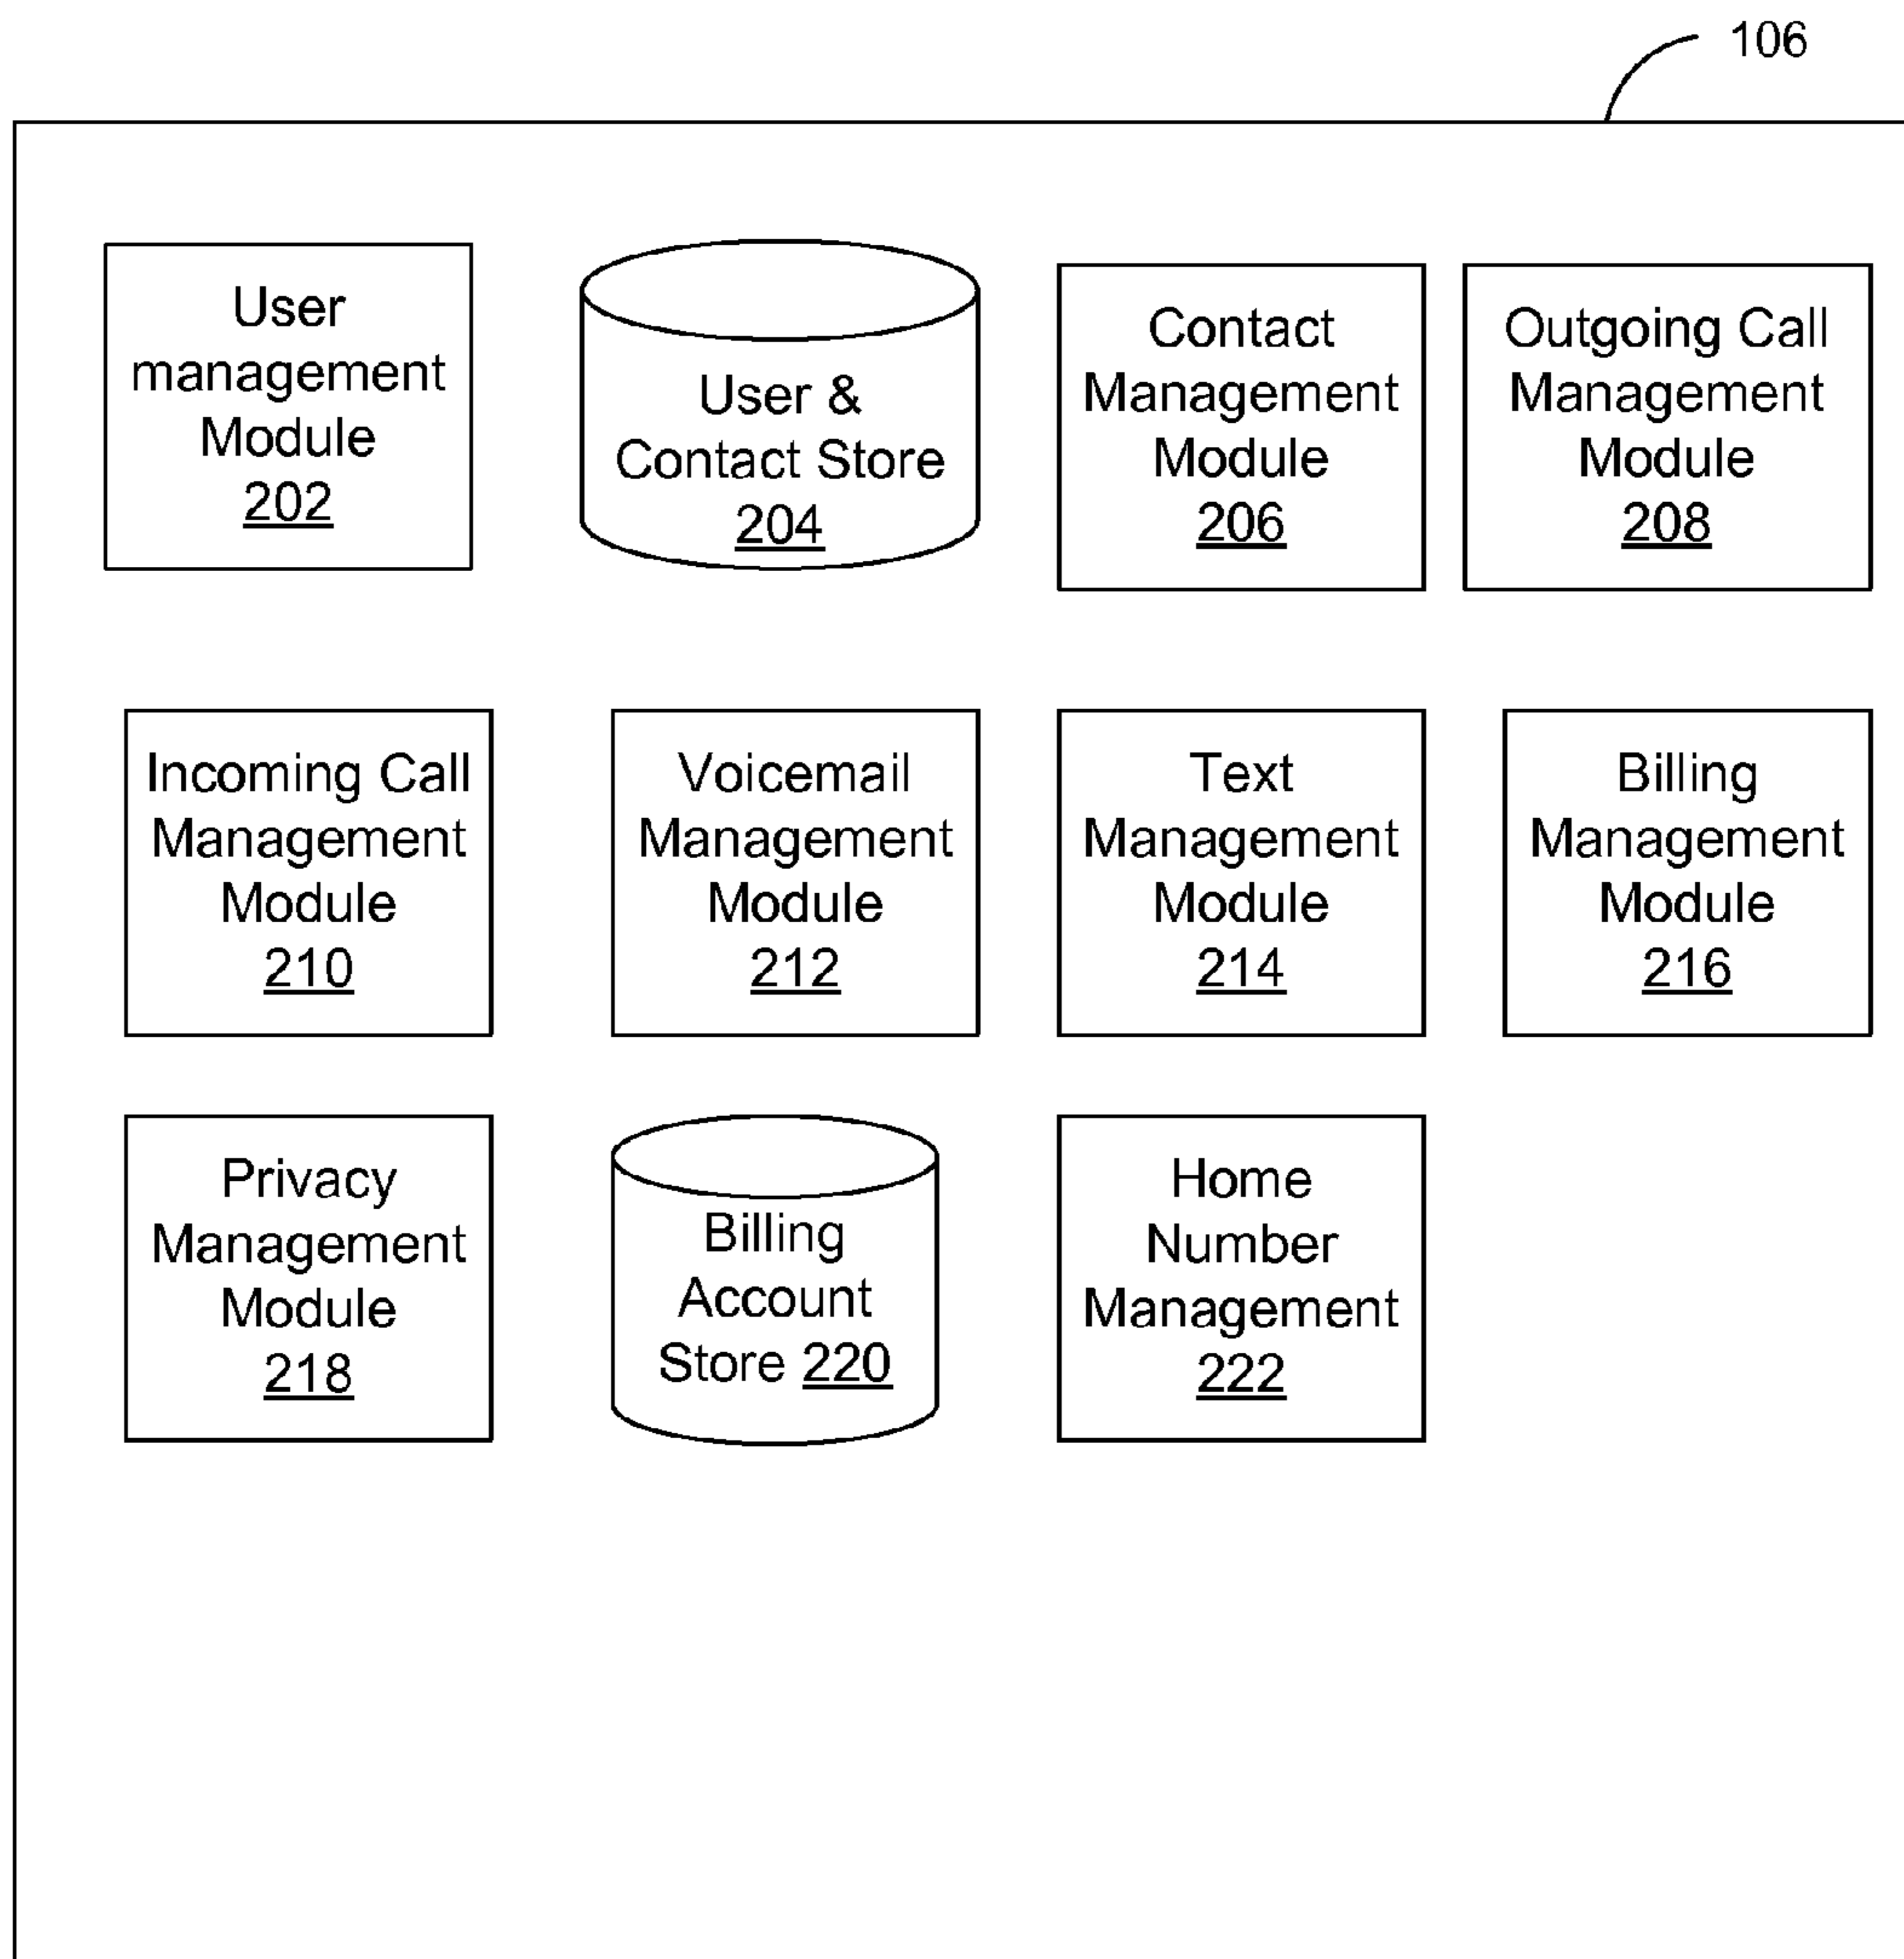 106
User
management
Module
202
User &
Contact Store
204
Contact
Management
Module
206
Outgoing Call
Management
Module
208
Incoming Call
Management
Module
210
Voicemail
Management
Module
212
Text
Management
Module
214
Billing
Management
Module
216
Privacy
Management
Module
218
Billing
Account
Store 220
Home
Number
Management
222